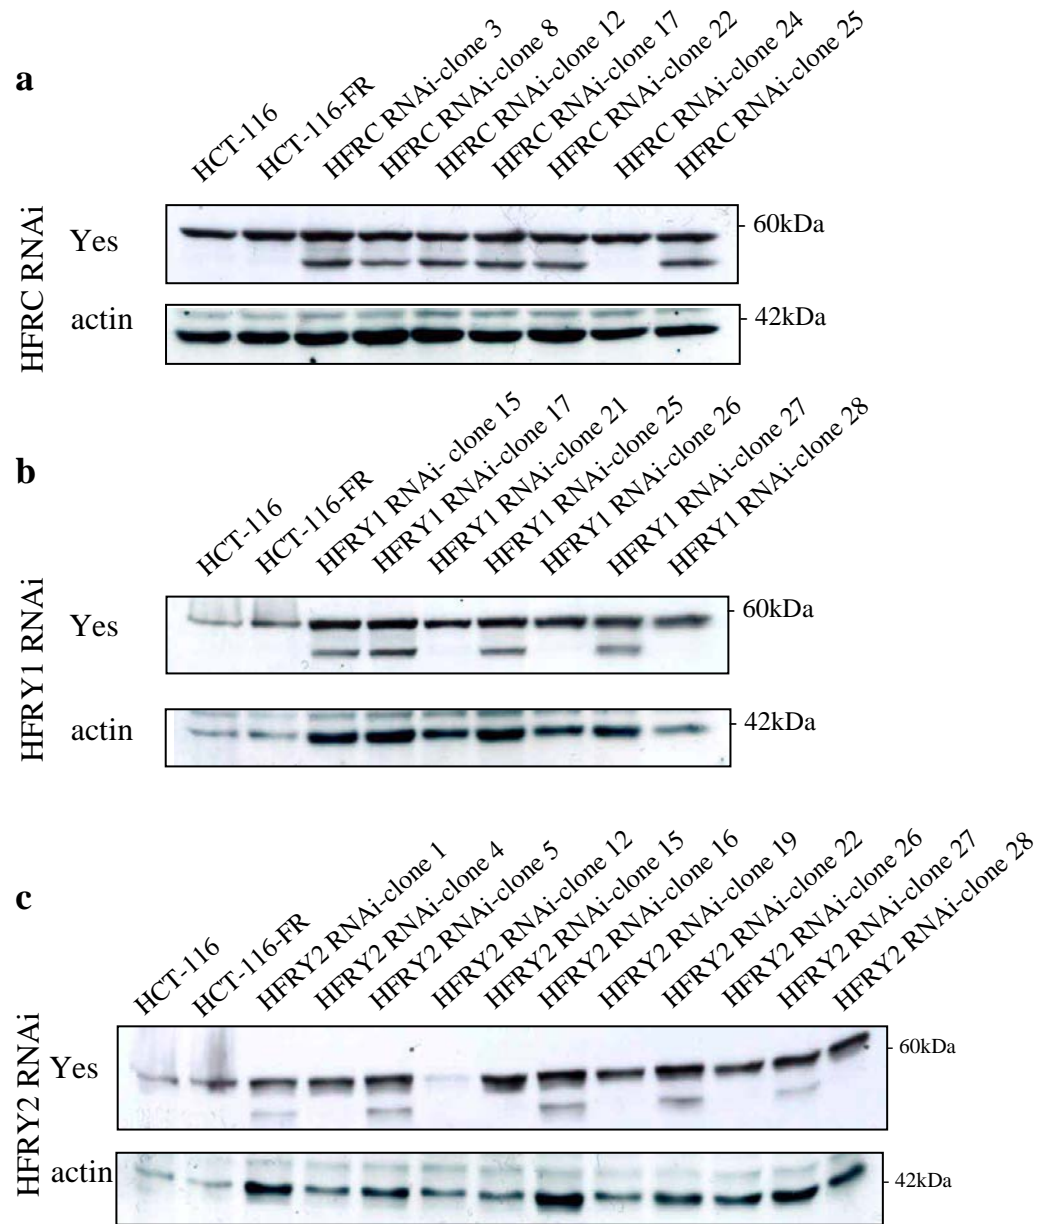 a
HCT-116
HCT-116-FR
HFRC RNAi-clone 3
HFRC RNAi-clone 8
HFRC RNAi-clone 12
HFRC RNAi-clone 17
HFRC RNAi-clone 22
HFRC RNAi-clone 24
HFRC RNAi-clone 25
HFRC RNAi
Yes
60kDa
actin
42kDa
b
HCT-116
HCT-116-FR
HFRY1 RNAi- clone 15
HFRY1 RNAi-clone 17
HFRY1 RNAi-clone 21
HFRY1 RNAi-clone 25
HFRY1 RNAi-clone 26
HFRY1 RNAi-clone 27
HFRY1 RNAi-clone 28
HFRY1 RNAi
Yes
60kDa
actin
42kDa
c
HCT-116
HCT-116-FR
HFRY2 RNAi-clone 1
HFRY2 RNAi-clone 4
HFRY2 RNAi-clone 5
HFRY2 RNAi-clone 12
HFRY2 RNAi-clone 15
HFRY2 RNAi-clone 16
HFRY2 RNAi-clone 19
HFRY2 RNAi-clone 22
HFRY2 RNAi-clone 26
HFRY2 RNAi-clone 27
HFRY2 RNAi-clone 28
HFRY2 RNAi
Yes
60kDa
actin
42kDa